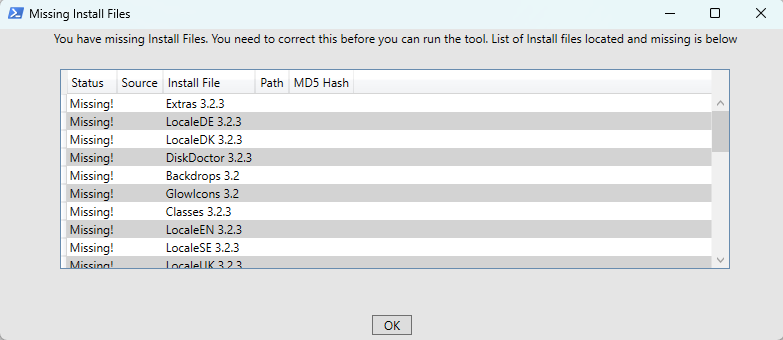 Missing Install Files
You have missing Install Files. You need to correct this before you can run the tool. List of Install files located and missing is below
Status Source Install File Path MD5 Hash
Missing! Extras 3.2.3
Missing! LocaleDE 3.2.3
Missing! LocaleDK 3.2.3
Missing! DiskDoctor 3.2.3
Missing! Backdrops 3.2
Missing! GlowIcons 3.2
Missing! Classes 3.2.3
Missing! LocaleEN 3.2.3
Missing! LocaleSE 3.2.3
Missing! LocaleUK 3.2.3
OK